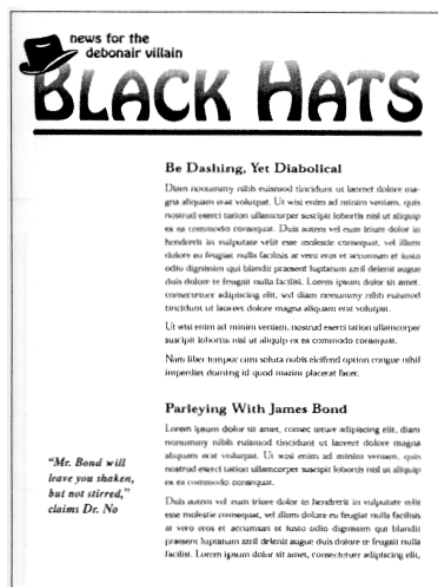 news for the
debonair villain
BLACK HATS
Be Dashing, Yet Diabolical
Diam nonummy nibh euismod tincidunt ut laoreet dolore ma-
gna aliquam erat volutpat. Ut wisi enim ad minim veniam, quis
nostrud exerci tation ullamcorper suscipit lobortis nisl ut aliquip
ex ea commodo consequat. Duis autem vel eum iriure dolor in
hendrerit in vulputate velit esse molestie consequat, vel illum
dolore eu feugiat nulla facilisis at vero eros et accumsan et iusto
odio dignissim qui blandit praesent luptatum zzril delenit augue
duis dolore te feugait nulla facilisi. Lorem ipsum dolor sit amet,
consectetuer adipiscing elit, sed diam nonummy nibh euismod
tincidunt ut laoreet dolore magna aliquam erat volutpat.
Ut wisi enim ad minim veniam, nostrud exerci tation ullamcorper
suscipit lobortis nisl ut aliquip ex ea commodo consequat.
Nam liber tempor cum soluta nobis eleifend option congue nihil
imperdiet doming id quod mazim placerat facer.
Parleying With James Bond
Lorem ipsum dolor sit amet, consec tetuer adipiscing elit, diam
nonummy nibh euismod tincidunt ut laoreet dolore magna
aliquam erat volutpat. Ut wisi enim ad minim veniam, quis
nostrud exerci tation ullamcorper suscipit lobortis nisl ut aliquip
ex ea commodo consequat.
Duis autem vel eum iriure dolor in hendrerit in vulputate velit
esse molestie consequat, vel illum dolore eu feugiat nulla facilisis
at vero eros et accumsan et iusto odio dignissim qui blandit
praesent luptatum zzril delenit augue duis dolore te feugait nulla
facilisi. Lorem ipsum dolor sit amet, consectetuer adipiscing elit,
"Mr. Bond will
leave you shaken,
but not stirred,"
claims Dr. No